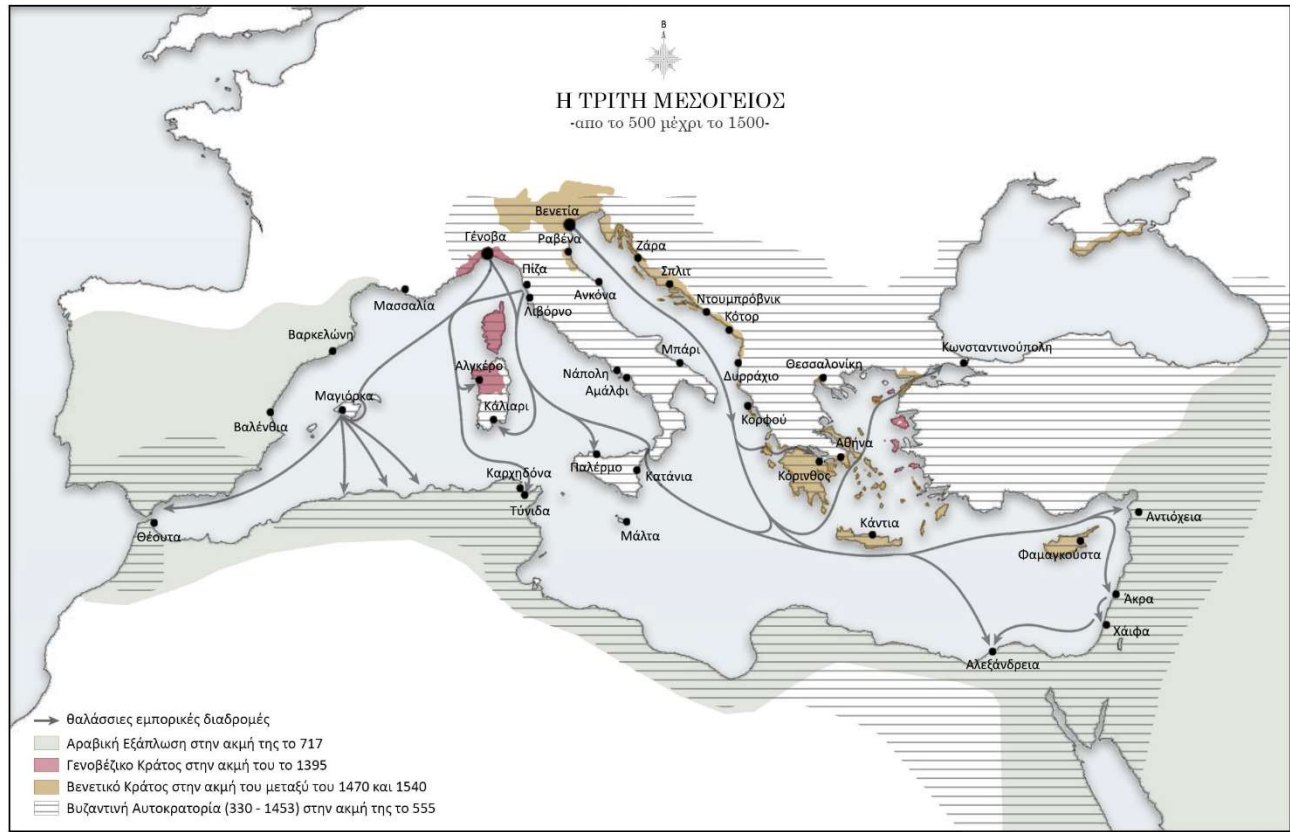 Β
Η ΤΡΙΤΗ ΜΕΣΟΓΕΙΟΣ
-απο το 500 μέχρι το 1500-
Βενετία
Γένοβα
Ραβένα
Ζάρα
Πίζα
Σπλιτ
Μασσαλία
Λιβόρνο
Ανκόνα
Ντουμπρόβνικ
Κότορ
Βαρκελώνη
Κωνσταντινούπολη
Αλγκέρο
Μπάρι
Νάπολη
Δυρράχιο
Θεσσαλονίκη
Αμάλφι
Μαγιόρκα
Κάλιαρι
Βαλένθια
Κορφού
Αθήνα
Παλέρμο
Κατάνια
Κόρινθος
Καρχηδόνα
Τύνιδα
Θέουτα
Μάλτα
Κάντια
Αντιόχεια
Φαμαγκούστα
Άκρα
Χάιφα
Αλεξάνδρεια
θαλάσσιες εμπορικές διαδρομές
Αραβική Εξάπλωση στην ακμή της το 717
Γενοβέζικο Κράτος στην ακμή του το 1395
Βενετικό Κράτος στην ακμή του μεταξύ του 1470 και 1540
Βυζαντινή Αυτοκρατορία (330 - 1453) στην ακμή της το 555